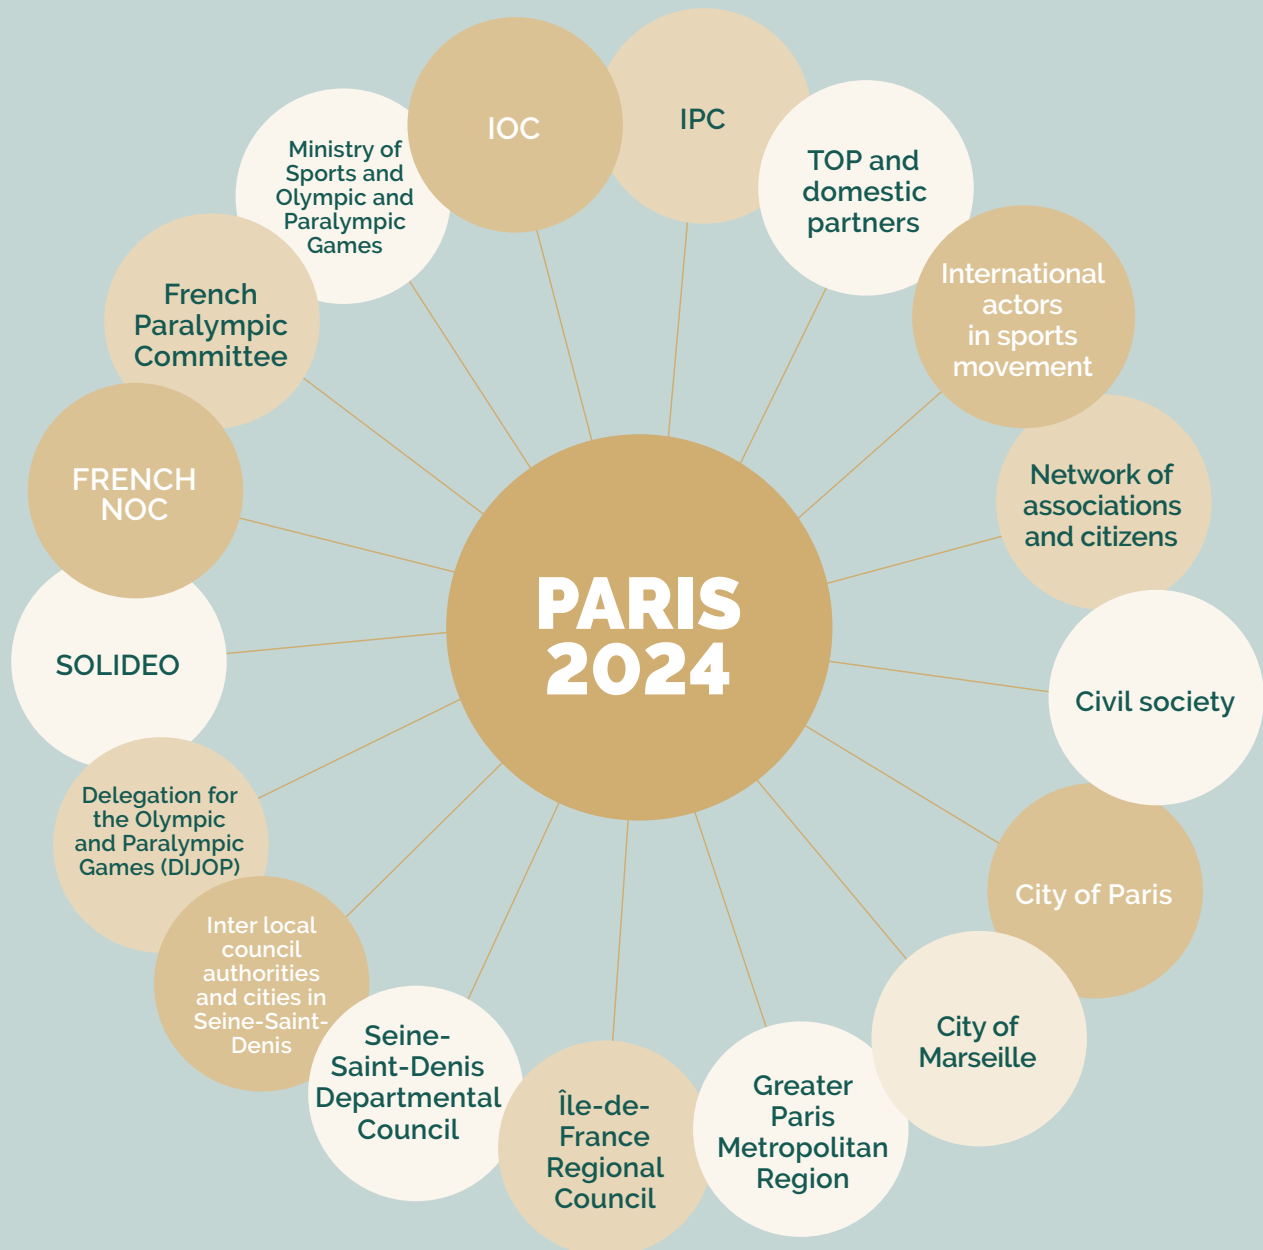 IOC
IPC
TOP and
domestic
partners
International
actors
in sports
movement
Network of
associations
and citizens
Civil society
City of Paris
City of
Marseille
Greater
Paris
Metropolitan
Region
Île-de-
France
Regional
Council
Seine-
Saint-Denis
Departmental
Council
Inter local
council
authorities
and cities in
Seine-Saint-
Denis
Delegation for
the Olympic
and Paralympic
Games (DIJOP)
SOLIDEO
FRENCH
NOC
French
Paralympic
Committee
Ministry of
Sports and
Olympic and
Paralympic
Games
PARIS
2024